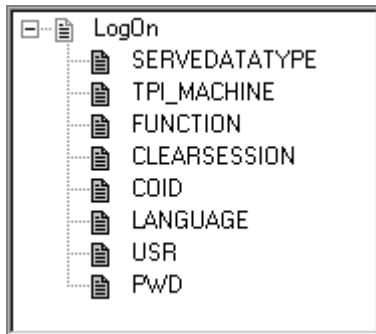 LogOn
SERVEDATATYPE
TPI_MACHINE
FUNCTION
CLEARSESSION
COID
LANGUAGE
USR
PWD